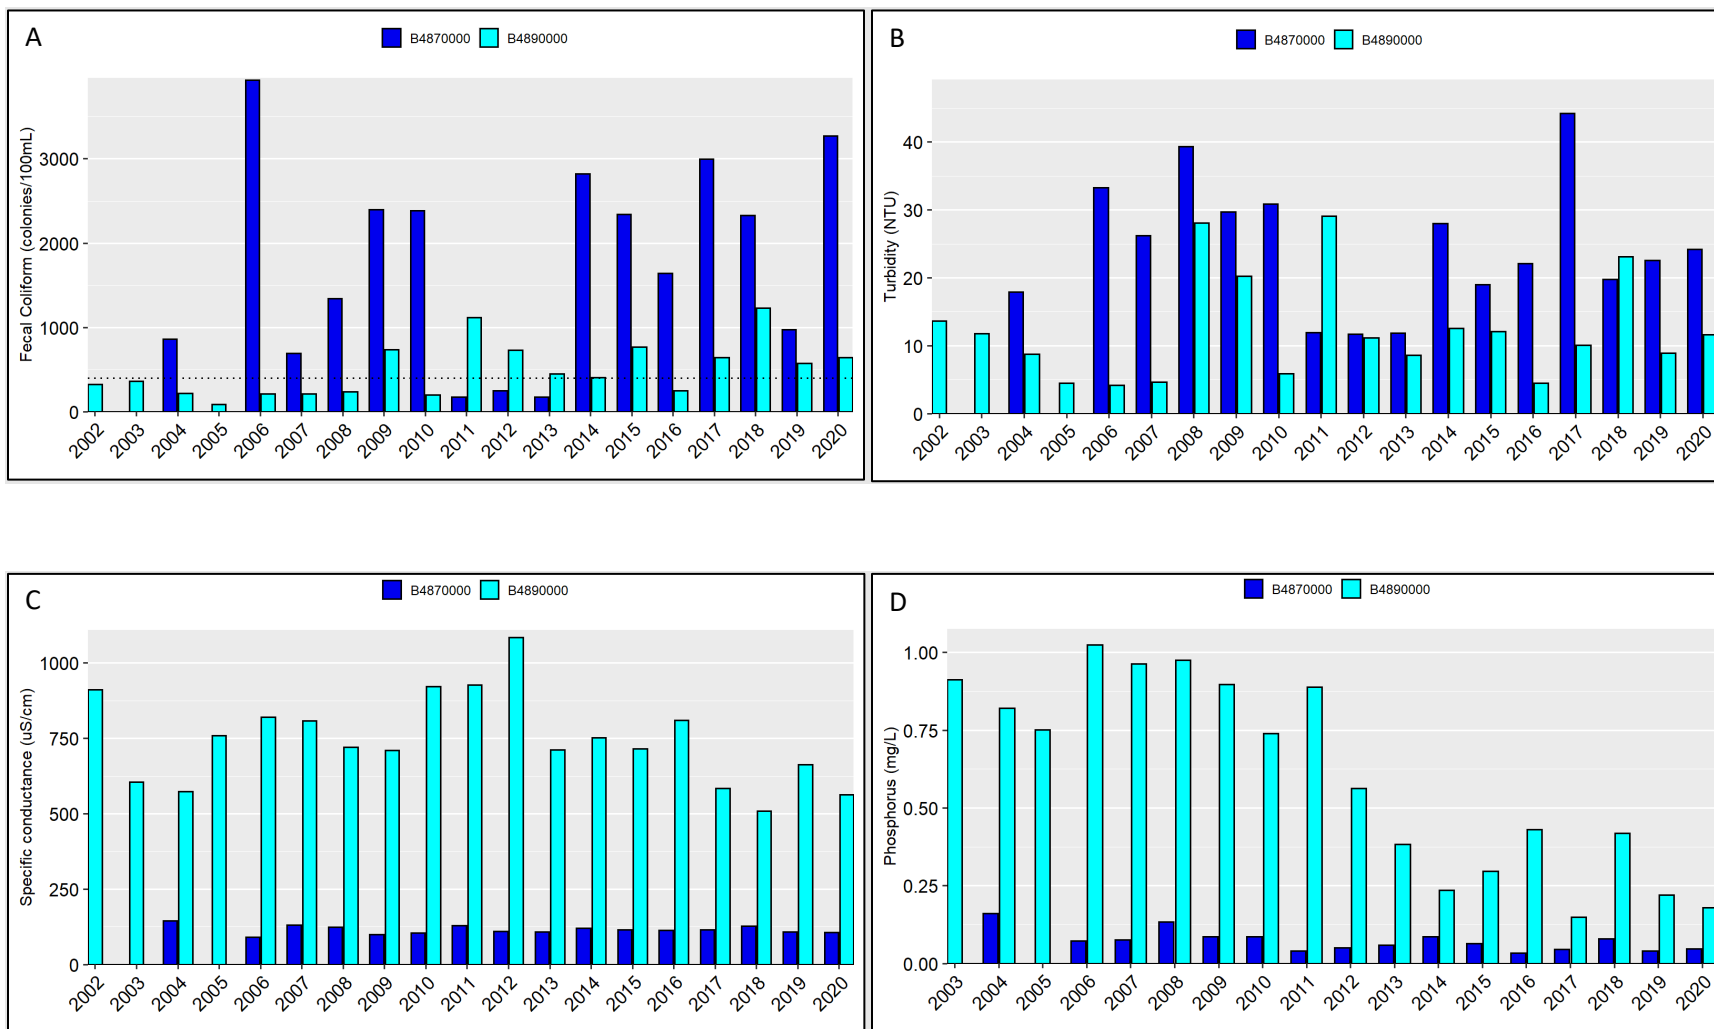 A
B4870000 B4890000
Fecal Coliform (colonies/100mL)
3000
2000
1000
0
2002 2003 2004 2005 2006 2007 2008 2009 2010 2011 2012 2013 2014 2015 2016 2017 2018 2019 2020
B
B4870000 B4890000
Turbidity (NTU)
40
30
20
10
0
2002 2003 2004 2005 2006 2007 2008 2009 2010 2011 2012 2013 2014 2015 2016 2017 2018 2019 2020
C
B4870000 B4890000
Specific conductance (uS/cm)
1000
750
500
250
0
2002 2003 2004 2005 2006 2007 2008 2009 2010 2011 2012 2013 2014 2015 2016 2017 2018 2019 2020
D
B4870000 B4890000
Phosphorus (mg/L)
1.00
0.75
0.50
0.25
0.00
2003 2004 2005 2006 2007 2008 2009 2010 2011 2012 2013 2014 2015 2016 2017 2018 2019 2020